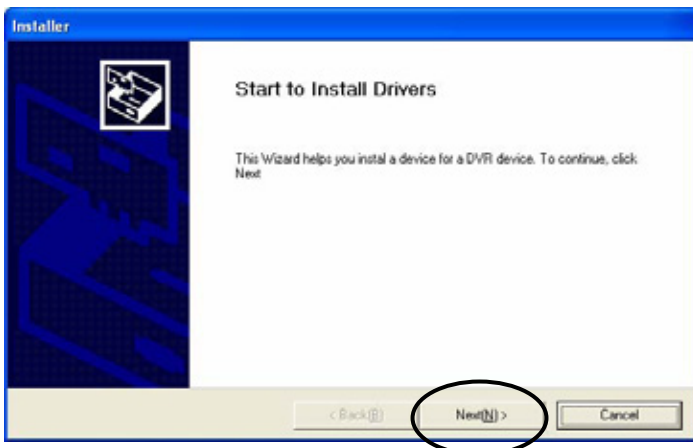 Installer
Start to Install Drivers
This Wizard helps you instal a device for a DVR device. To continue, click
Next
< Back(B)
Next(N) >
Cancel